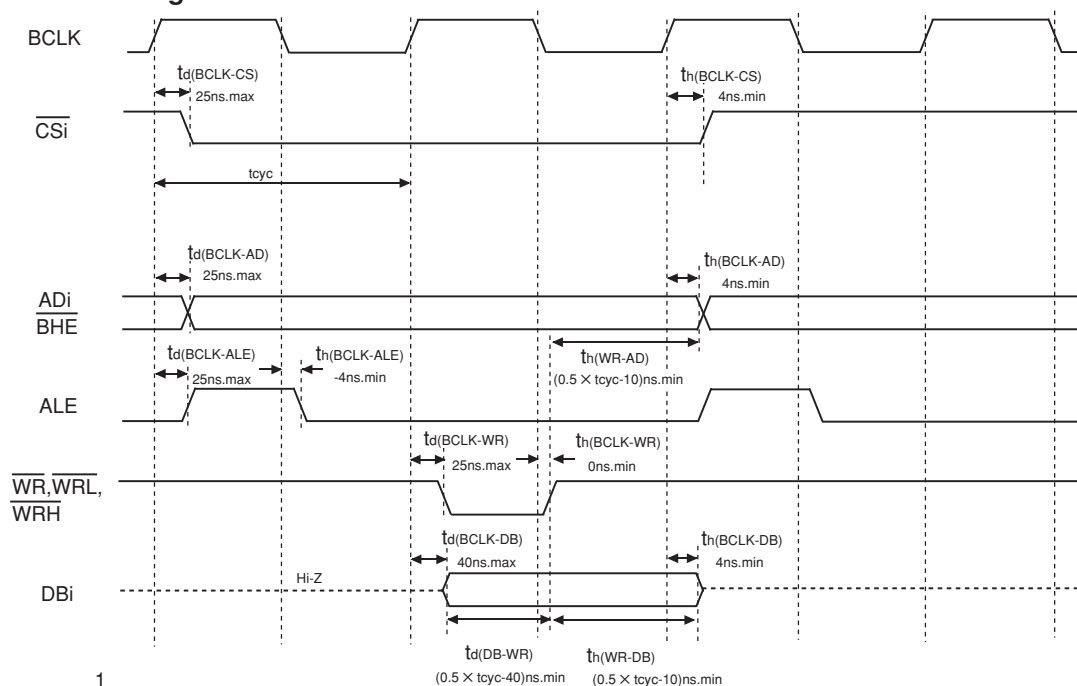 g
BCLK
td(BCLK-CS)
25ns.max
th(BCLK-CS)
4ns.min
CSi
tcyc
td(BCLK-AD)
25ns.max
th(BCLK-AD)
4ns.min
ADi
BHE
td(BCLK-ALE)
25ns.max
th(BCLK-ALE)
-4ns.min
th(WR-AD)
(0.5 × tcyc-10)ns.min
ALE
td(BCLK-WR)
25ns.max
th(BCLK-WR)
0ns.min
WR,WRL,
WRH
td(BCLK-DB)
40ns.max
th(BCLK-DB)
4ns.min
Hi-Z
DBi
td(DB-WR)
(0.5 × tcyc-40)ns.min
th(WR-DB)
(0.5 × tcyc-10)ns.min
1